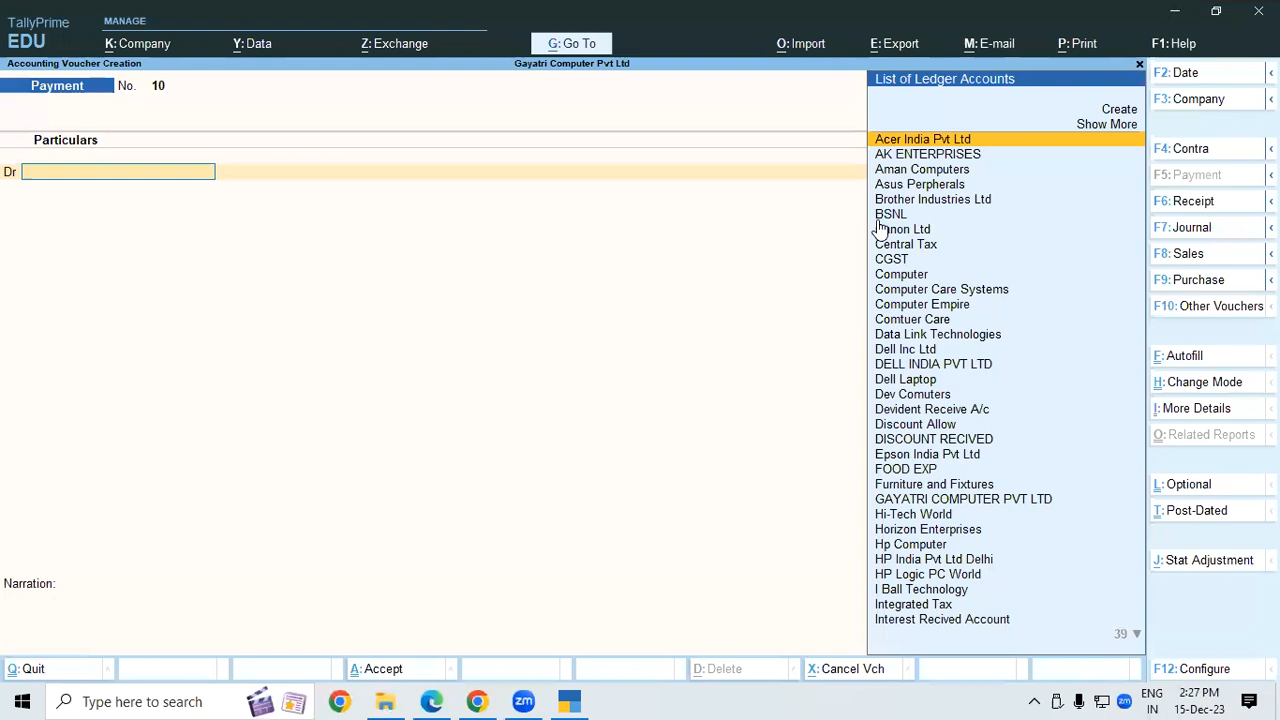 TallyPrime
EDU
MANAGE
K: Company
Y: Data
Z: Exchange
G: Go To
O: Import
E: Export
M: E-mail
P: Print
F1: Help
Accounting Voucher Creation
Gayatri Computer Pvt Ltd
Payment No. 10
Particulars
Dr
Narration:
List of Ledger Accounts
Create
Show More
Acer India Pvt Ltd
AK ENTERPRISES
Aman Computers
Asus Perpherals
Brother Industries Ltd
BSNL
Ltd
Central Tax
CGST
Computer
Computer Care Systems
Computer Empire
Comtuer Care
Data Link Technologies
Dell Inc Ltd
DELL INDIA PVT LTD
Dell Laptop
Dev Comuters
Devident Receive A/c
Discount Allow
DISCOUNT RECIVED
Epson India Pvt Ltd
FOOD EXP
Furniture and Fixtures
GAYATRI COMPUTER PVT LTD
Hi-Tech World
Horizon Enterprises
Hp Computer
HP India Pvt Ltd Delhi
HP Logic PC World
I Ball Technology
Integrated Tax
Interest Recived Account
39 ▼
F2: Date
F3: Company
F4: Contra
F5: Payment
F6: Receipt
F7: Journal
F8: Sales
F9: Purchase
F10: Other Vouchers
F: Autofill
H: Change Mode
I: More Details
O: Related Reports
L: Optional
T: Post-Dated
J: Stat Adjustment
F12: Configure
Q: Quit
A: Accept
D: Delete
X: Cancel Vch
Type here to search
ENG
IN
2:27 PM
15-Dec-23